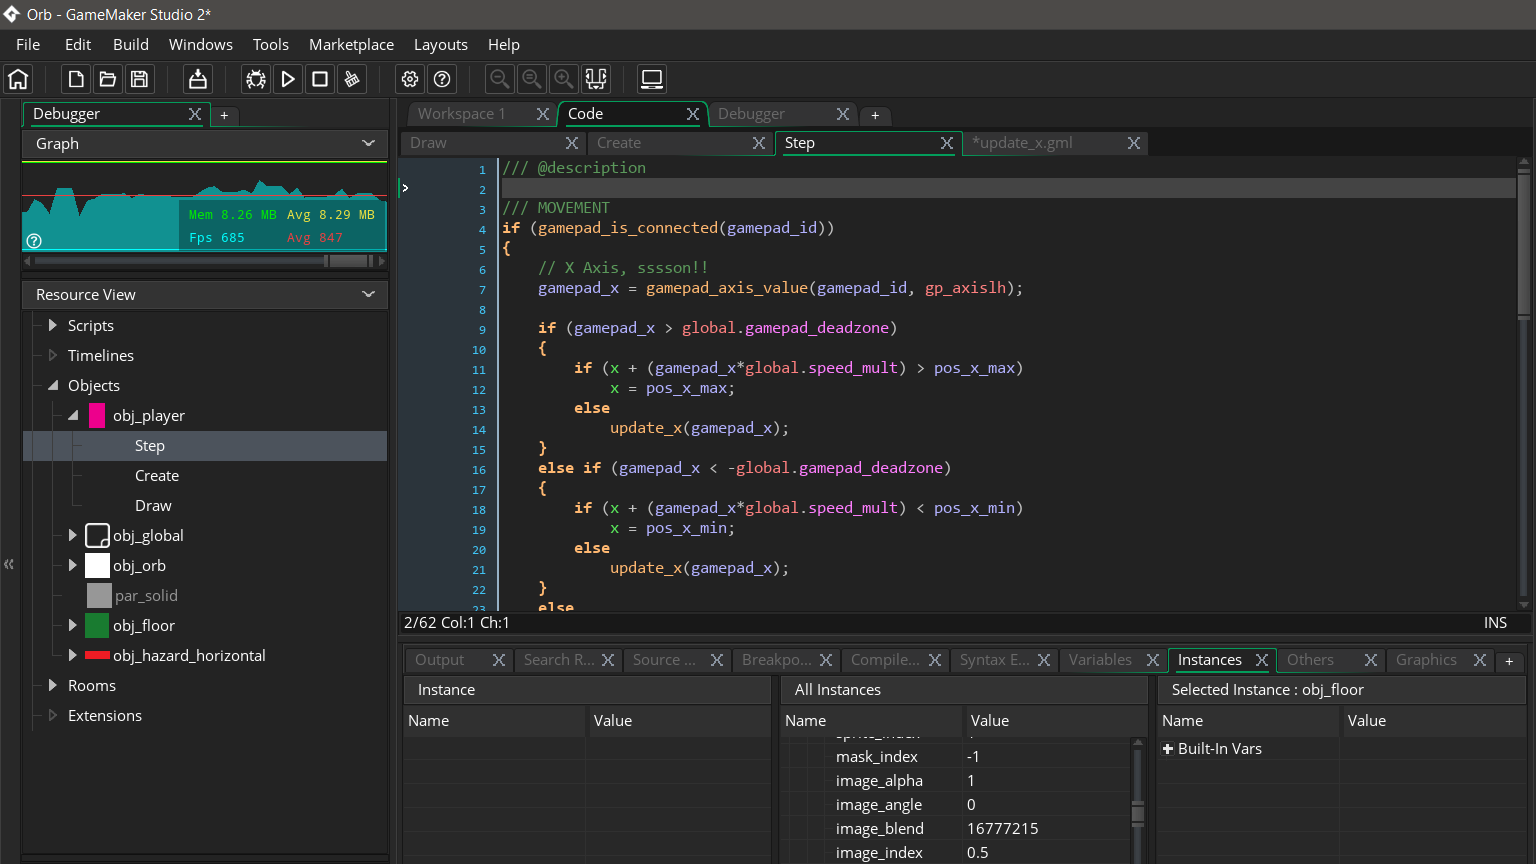 Orb - GameMaker Studio 2*
File Edit Build Windows Tools Marketplace Layouts Help
Debugger
+
Graph
Mem 8.26 MB Avg 8.29 MB
Fps 685 Avg 847
Resource View
Scripts
Timelines
Objects
obj_player
Step
Create
Draw
obj_global
obj_orb
par_solid
obj_floor
obj_hazard_horizontal
Rooms
Extensions
Workspace 1 Code Debugger +
Draw Create Step *update_x.gml
1 /// @description
2
3 /// MOVEMENT
4 if (gamepad_is_connected(gamepad_id))
5 {
6 // X Axis, sssson!!
7 gamepad_x = gamepad_axis_value(gamepad_id, gp_axislh);
8
9 if (gamepad_x > global.gamepad_deadzone)
10 {
11 if (x + (gamepad_x*global.speed_mult) > pos_x_max)
12 x = pos_x_max;
13 else
14 update_x(gamepad_x);
15 }
16 else if (gamepad_x < -global.gamepad_deadzone)
17 {
18 if (x + (gamepad_x*global.speed_mult) < pos_x_min)
19 x = pos_x_min;
20 else
21 update_x(gamepad_x);
22 }
23 else
2/62 Col:1 Ch:1 INS
Output Search R... Source ... Breakpo... Compile... Syntax E... Variables Instances Others Graphics +
Instance
Name Value
All Instances
Name Value
sprite_index
mask_index -1
image_alpha 1
image_angle 0
image_blend 16777215
image_index 0.5
Selected Instance : obj_floor
Name Value
Built-In Vars